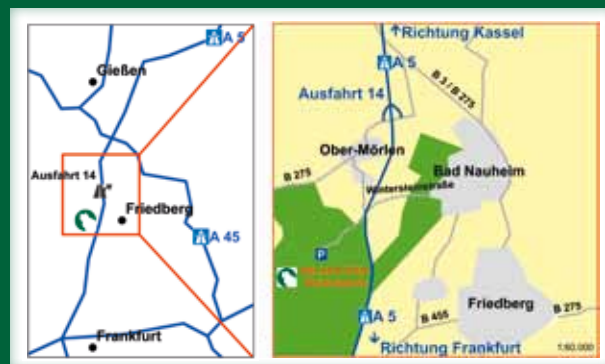 A 5
Gießen
Ausfahrt 14
Friedberg
A 45
Frankfurt
Richtung Kassel
A 5
B 3 / B 275
Ausfahrt 14
Ober-Mörlen
Bad Nauheim
B 275
Wintersteinstraße
P
A 5
Friedberg
B 275
B 455
Richtung Frankfurt
1:60.000